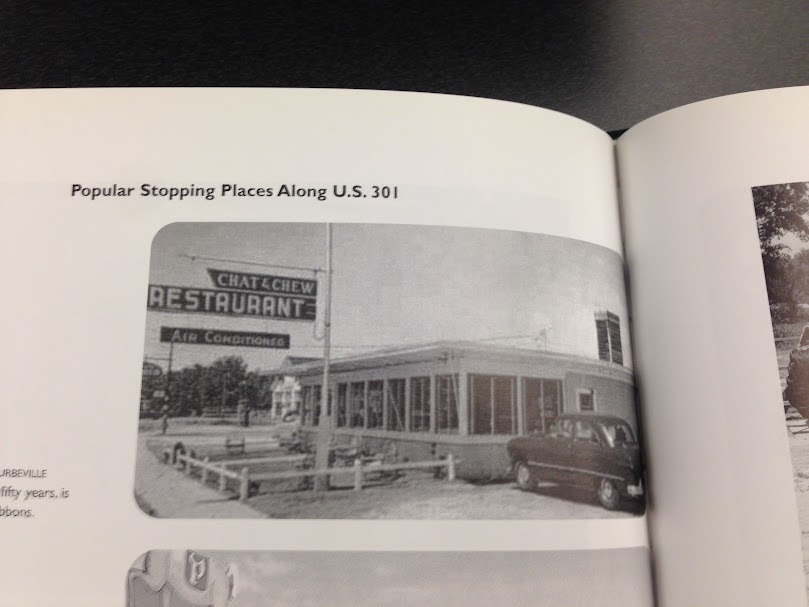 Popular Stopping Places Along U.S. 301
CHAT & CHEW
RESTAURANT
AIR CONDITIONED
URBEVILLE
fifty years, is
bbons.
P